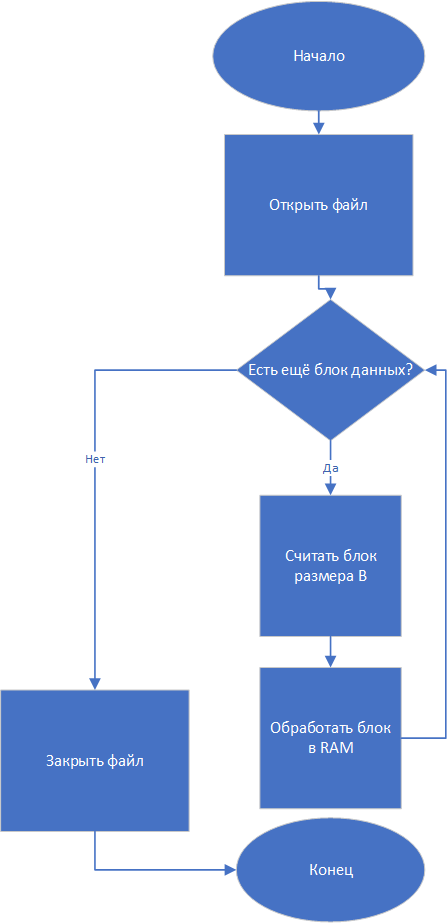 Начало
Открыть файл
Есть ещё блок данных?
Нет
Да
Считать блок
размера B
Обработать блок
в RAM
Закрыть файл
Конец